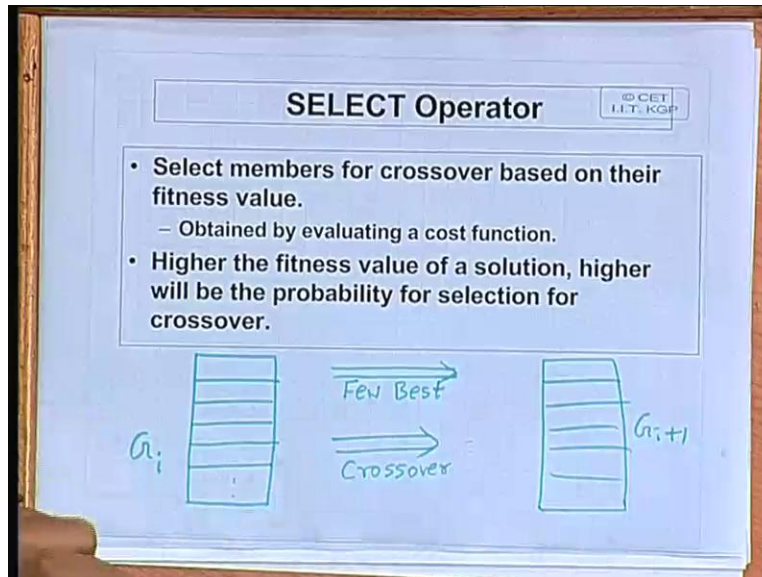 SELECT Operator
© CET
I.I.T. KGP
• Select members for crossover based on their
fitness value.
– Obtained by evaluating a cost function.
• Higher the fitness value of a solution, higher
will be the probability for selection for
crossover.
Few Best
Gi
Gi+1
Crossover